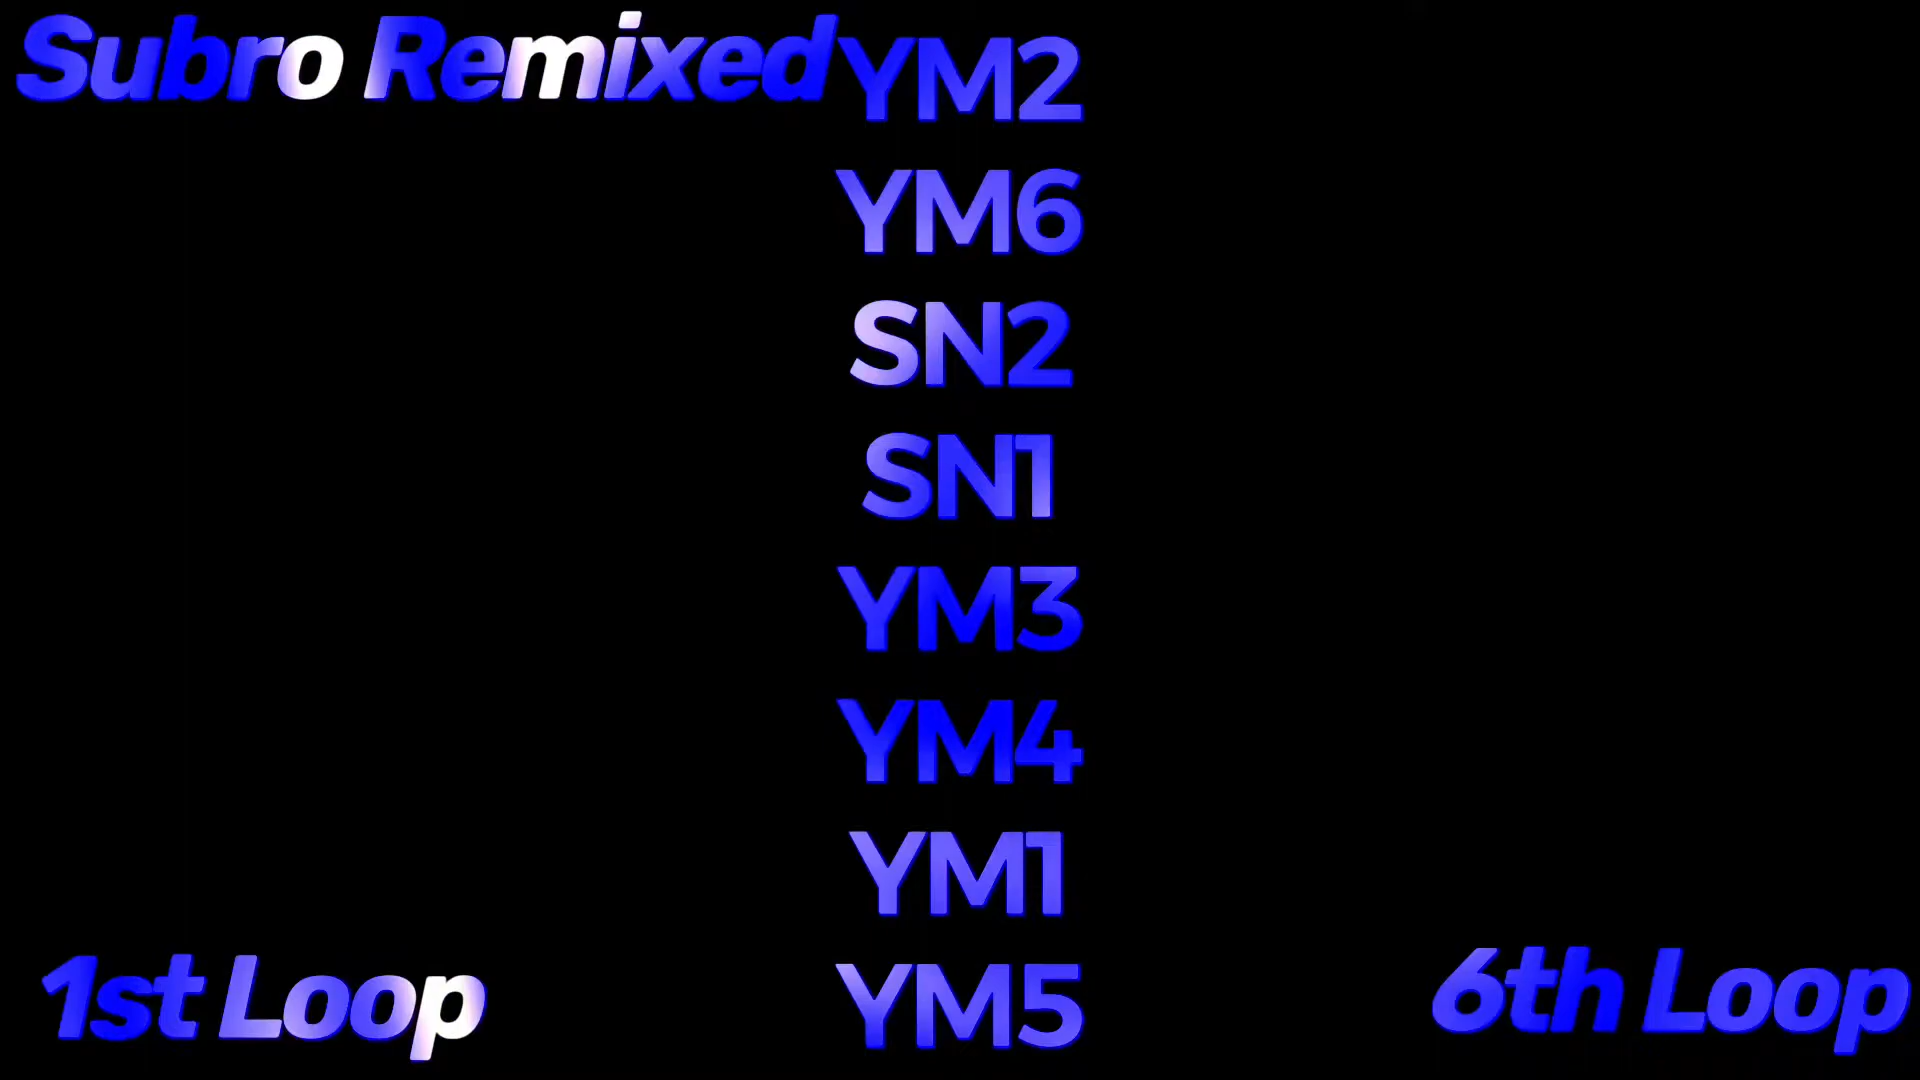 Subro Remixed
YM2
YM6
SN2
SN1
YM3
YM4
YM1
YM5
1st Loop
6th Loop